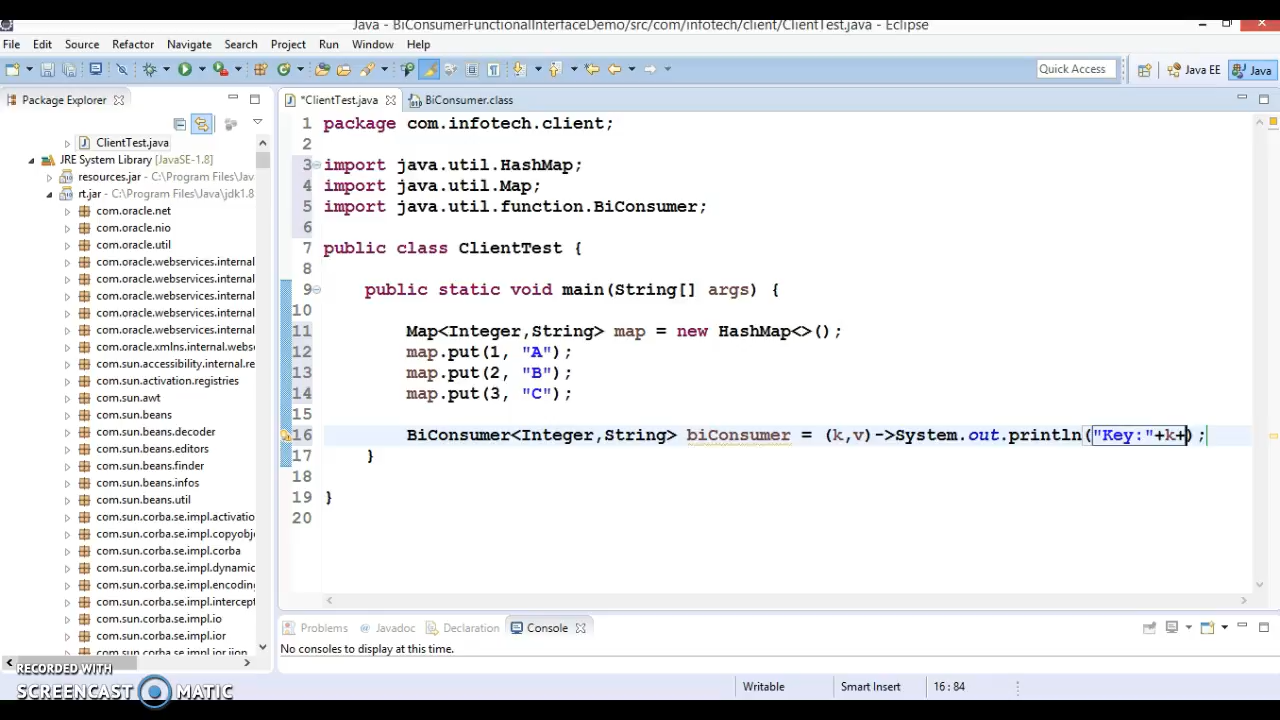 Java - BiConsumerFunctionalInterfaceDemo/src/com/infotech/client/ClientTest.java - Eclipse
File Edit Source Refactor Navigate Search Project Run Window Help
Quick Access Java EE Java
Package Explorer
*ClientTest.java BiConsumer.class
ClientTest.java
JRE System Library [JavaSE-1.8]
resources.jar - C:\Program Files\Jav
rt.jar - C:\Program Files\Java\jdk1.8
com.oracle.net
com.oracle.nio
com.oracle.util
com.oracle.webservices.internal
com.oracle.webservices.internal
com.oracle.webservices.internal
com.oracle.webservices.internal
com.oracle.xmlns.internal.webse
com.sun.accessibility.internal.re
com.sun.activation.registries
com.sun.awt
com.sun.beans
com.sun.beans.decoder
com.sun.beans.editors
com.sun.beans.finder
com.sun.beans.infos
com.sun.beans.util
com.sun.corba.se.impl.activatio
com.sun.corba.se.impl.copyobj
com.sun.corba.se.impl.corba
com.sun.corba.se.impl.dynamic
com.sun.corba.se.impl.encoding
com.sun.corba.se.impl.intercept
com.sun.corba.se.impl.io
com.sun.corba.se.impl.ior
1 package com.infotech.client;
2
3 import java.util.HashMap;
4 import java.util.Map;
5 import java.util.function.BiConsumer;
6
7 public class ClientTest {
8
9 public static void main(String[] args) {
10
11 Map<Integer,String> map = new HashMap<>();
12 map.put(1, "A");
13 map.put(2, "B");
14 map.put(3, "C");
15
16 BiConsumer<Integer,String> biConsumer = (k,v)->System.out.println("Key:"+k+);
17 }
18
19 }
20
Problems Javadoc Declaration Console
No consoles to display at this time.
Writable Smart Insert 16 : 84
RECORDED WITH
SCREENCAST MATIC